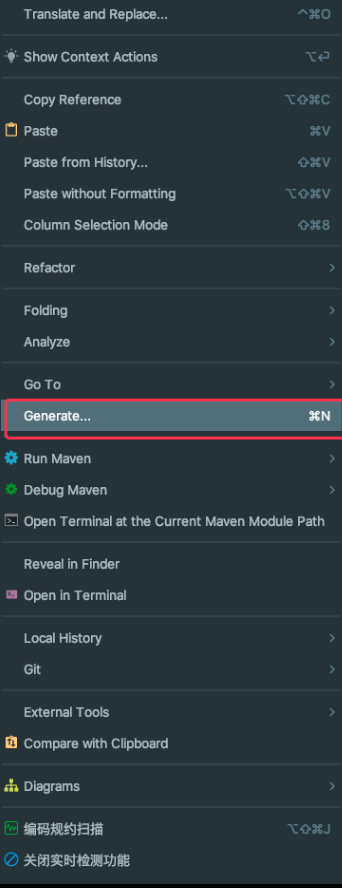 Translate and Replace... ^⌘O
Show Context Actions ⌥⏎
Copy Reference ⌥⇧⌘C
Paste ⌘V
Paste from History... ⇧⌘V
Paste without Formatting ⌥⇧⌘V
Column Selection Mode ⇧⌘8
Refactor
Folding
Analyze
Go To
Generate... ⌘N
Run Maven
Debug Maven
Open Terminal at the Current Maven Module Path
Reveal in Finder
Open in Terminal
Local History
Git
External Tools
Compare with Clipboard
Diagrams
编码规约扫描 ⌥⇧⌘J
关闭实时检测功能